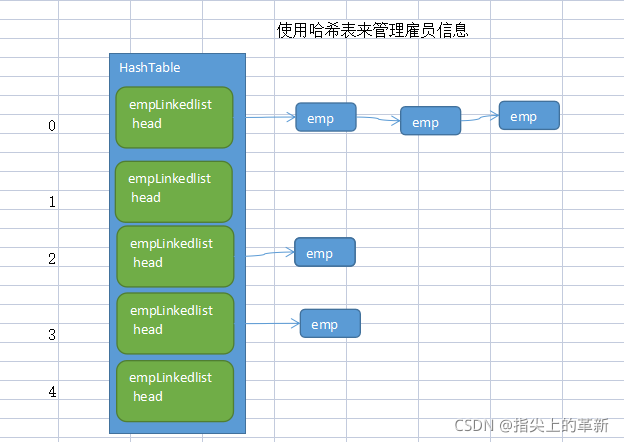 使用哈希表来管理雇员信息
HashTable
0
empLinkedlist
head
emp
emp
emp
1
empLinkedlist
head
2
empLinkedlist
head
emp
3
empLinkedlist
head
emp
4
empLinkedlist
head
CSDN @指尖上的革新